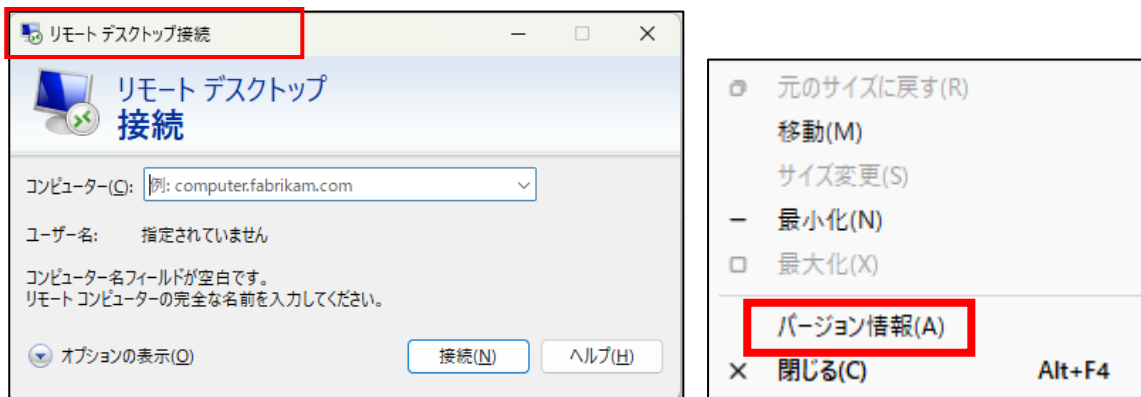 リモート デスクトップ接続
リモート デスクトップ
接続
コンピューター(C):
例: computer.fabrikam.com
ユーザー名:
指定されていません
コンピューター名フィールドが空白です。
リモート コンピューターの完全な名前を入力してください。
オプションの表示(O)
接続(N)
ヘルプ(H)
元のサイズに戻す(R)
移動(M)
サイズ変更(S)
最小化(N)
最大化(X)
バージョン情報(A)
閉じる(C)
Alt+F4